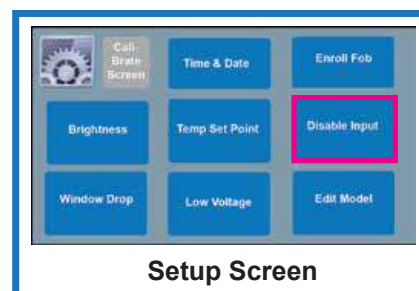 Cali-
Brate
Screen
Time & Date
Enroll Fob
Brightness
Temp Set Point
Disable Input
Window Drop
Low Voltage
Edit Model
Setup Screen